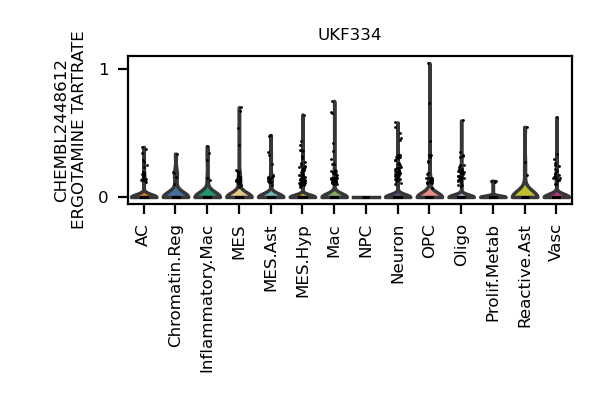 UKF334
CHEMBL2448612
ERGOTAMINE TARTRATE
1
0
AC
Chromatin.Reg
Inflammatory.Mac
MES
MES.Ast
MES.Hyp
Mac
NPC
Neuron
OPC
Oligo
Prolif.Metab
Reactive.Ast
Vasc